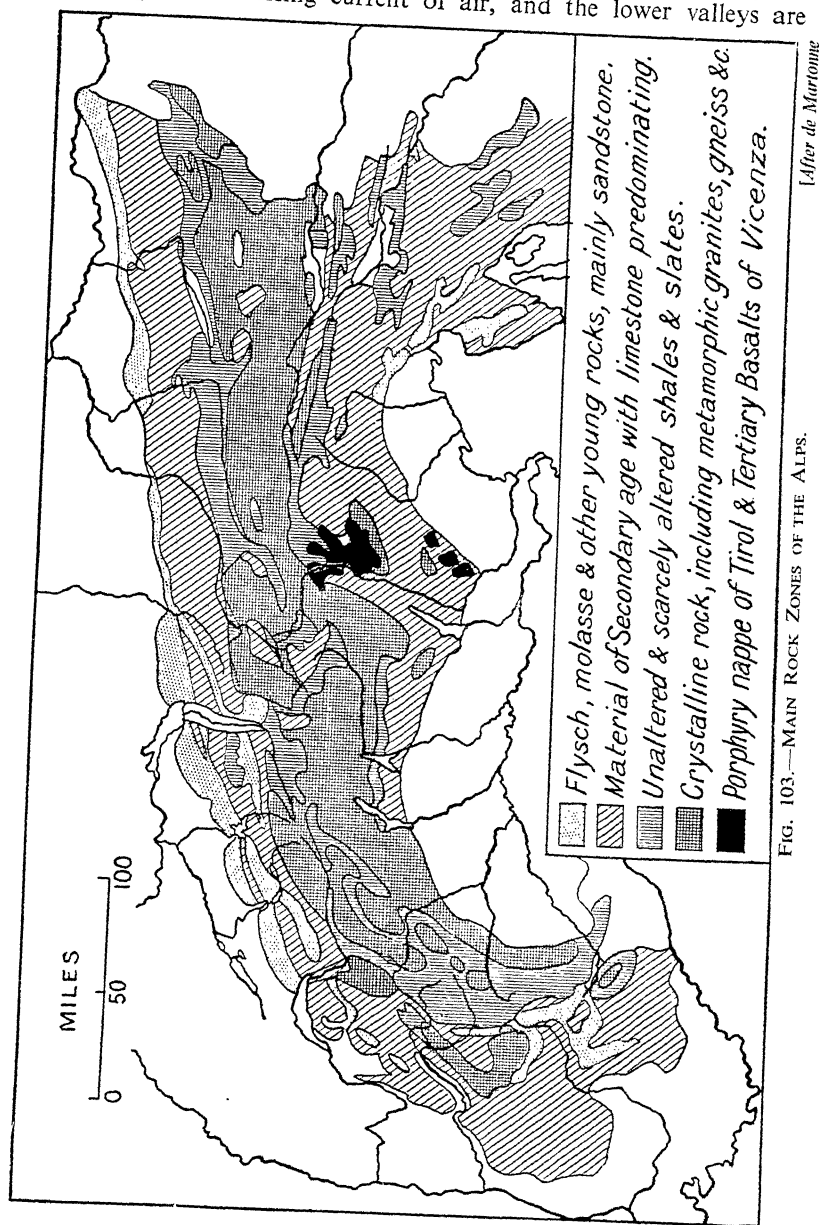 current of air, and the lower valleys are
MILES
0 50 100
Flysch, molasse & other young rocks, mainly sandstone.
Material of Secondary age with limestone predominating.
Unaltered & scarcely altered shales & slates.
Crystalline rock, including metamorphic granites, gneiss &c.
Porphyry nappe of Tirol & Tertiary Basalts of Vicenza.
[After de Martonne
FIG. 103.—MAIN ROCK ZONES OF THE ALPS.